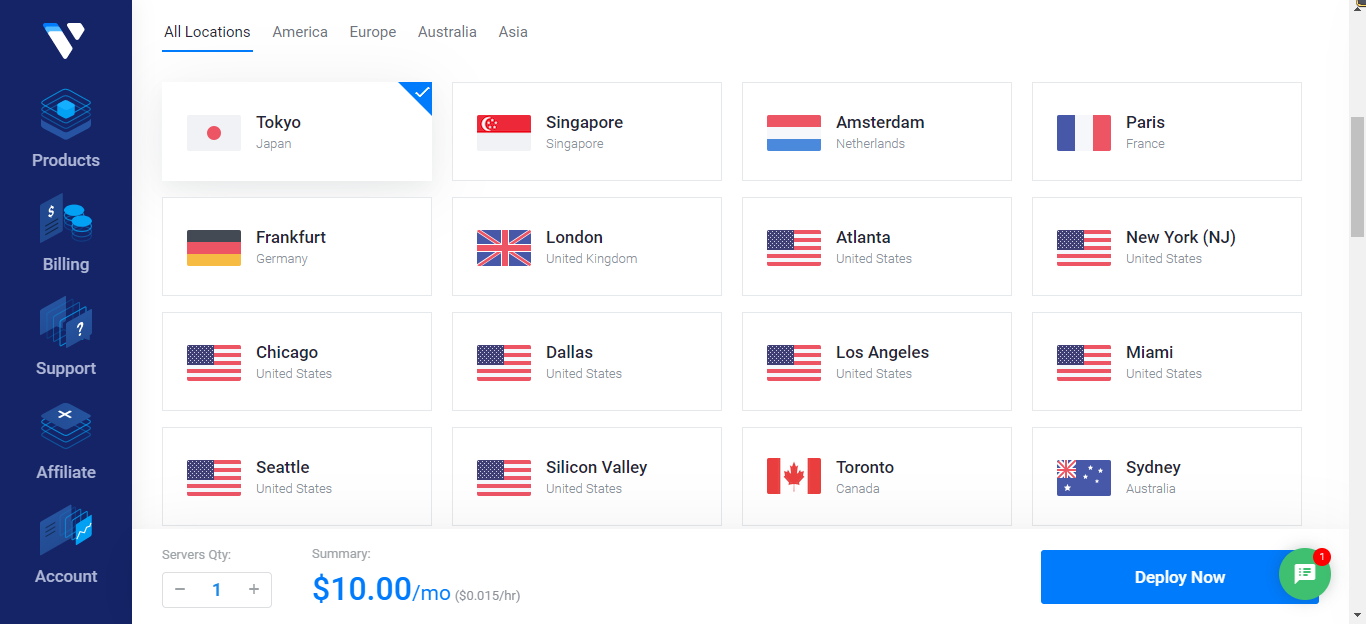 All Locations America Europe Australia Asia
Tokyo
Japan
Singapore
Singapore
Amsterdam
Netherlands
Paris
France
Frankfurt
Germany
London
United Kingdom
Atlanta
United States
New York (NJ)
United States
Chicago
United States
Dallas
United States
Los Angeles
United States
Miami
United States
Seattle
United States
Silicon Valley
United States
Toronto
Canada
Sydney
Australia
$
Products
Billing
?
Support
Affiliate
Account
Servers Qty:
− 1 +
Summary:
$10.00/mo ($0.015/hr)
Deploy Now
1